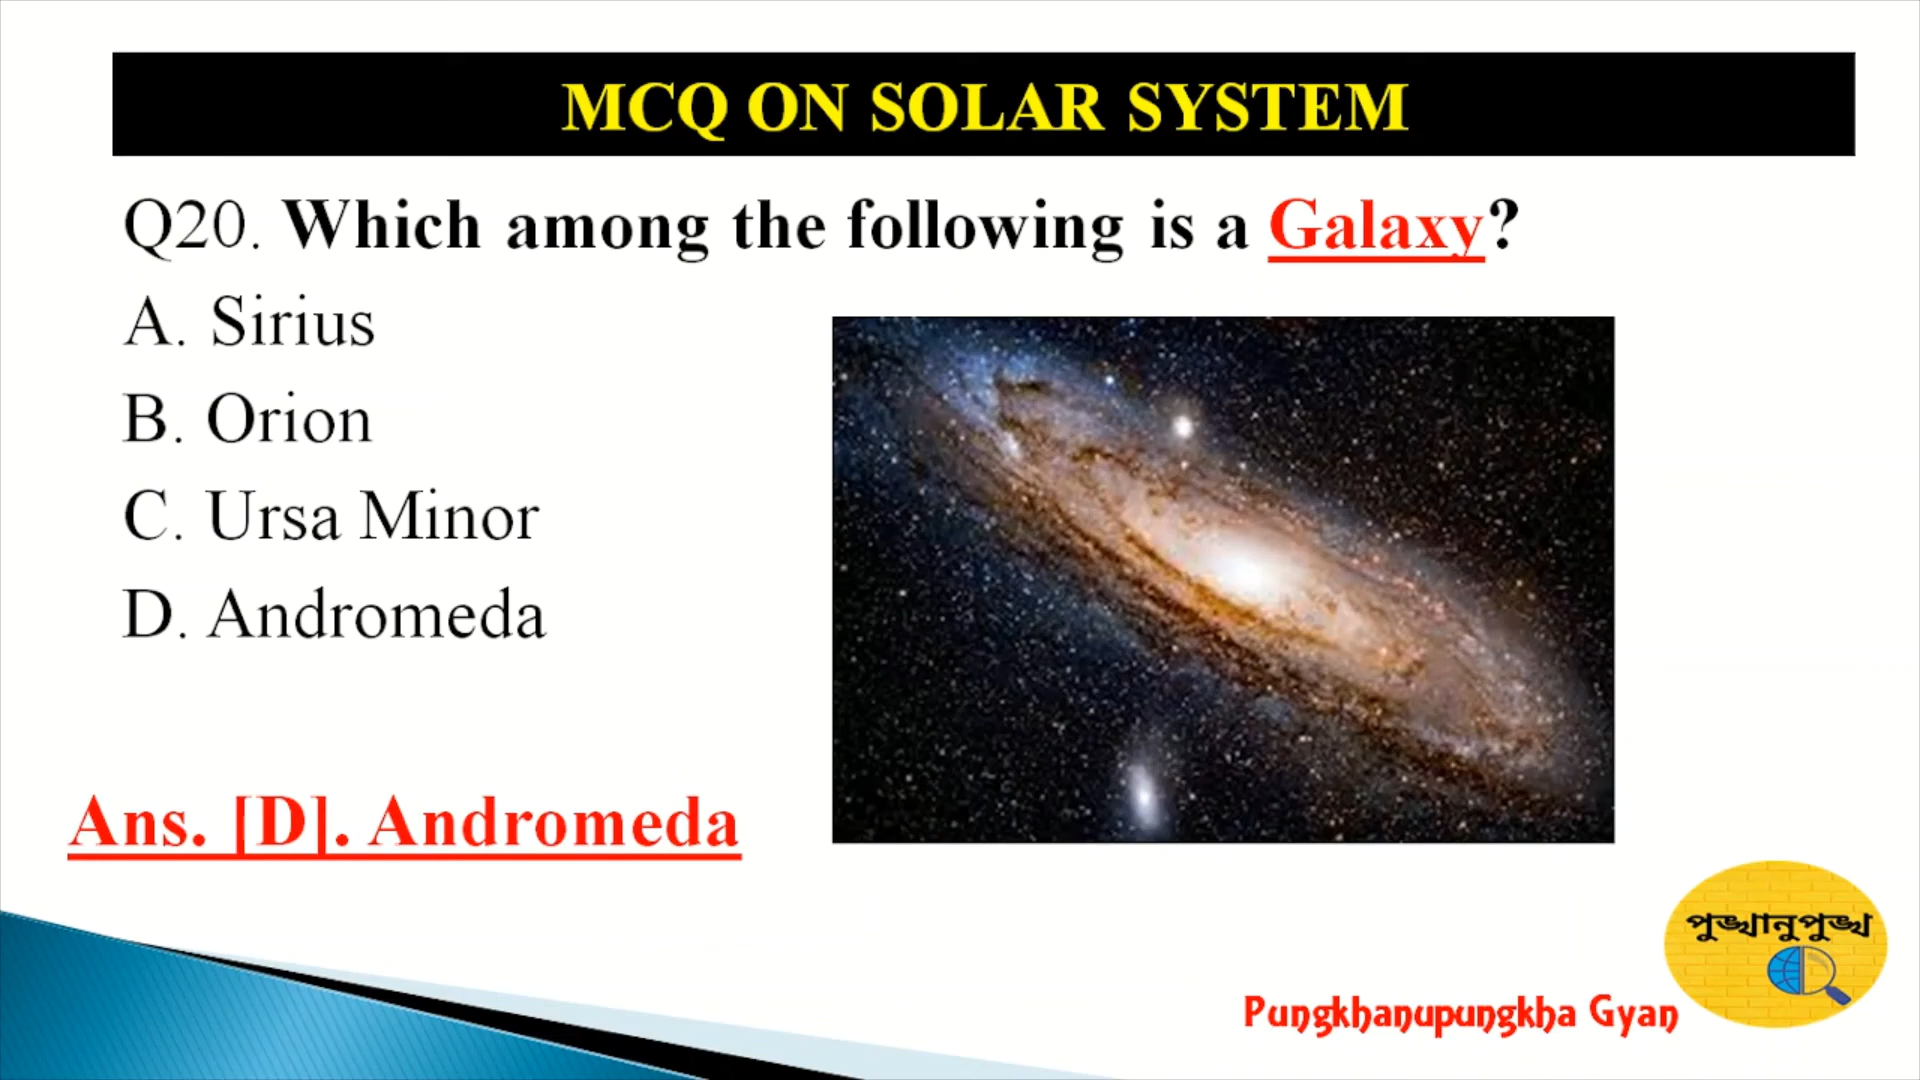 MCQ ON SOLAR SYSTEM
Q20. Which among the following is a Galaxy?
A. Sirius
B. Orion
C. Ursa Minor
D. Andromeda
Ans. [D]. Andromeda
পুঙ্খানুপুঙ্খ
Pungkhanupungkha Gyan